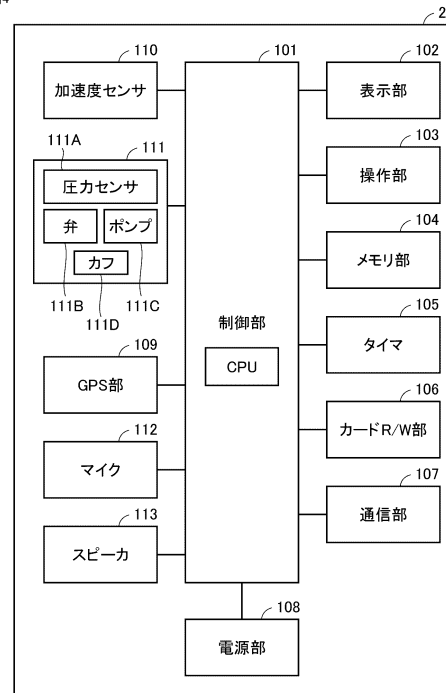 2
110
加速度センサ
101
102
表示部
111A
111
圧力センサ
弁
ポンプ
カフ
111B
111D
111C
103
操作部
104
メモリ部
制御部
CPU
105
タイマ
109
GPS部
106
カードR/W部
112
マイク
107
通信部
113
スピーカ
108
電源部